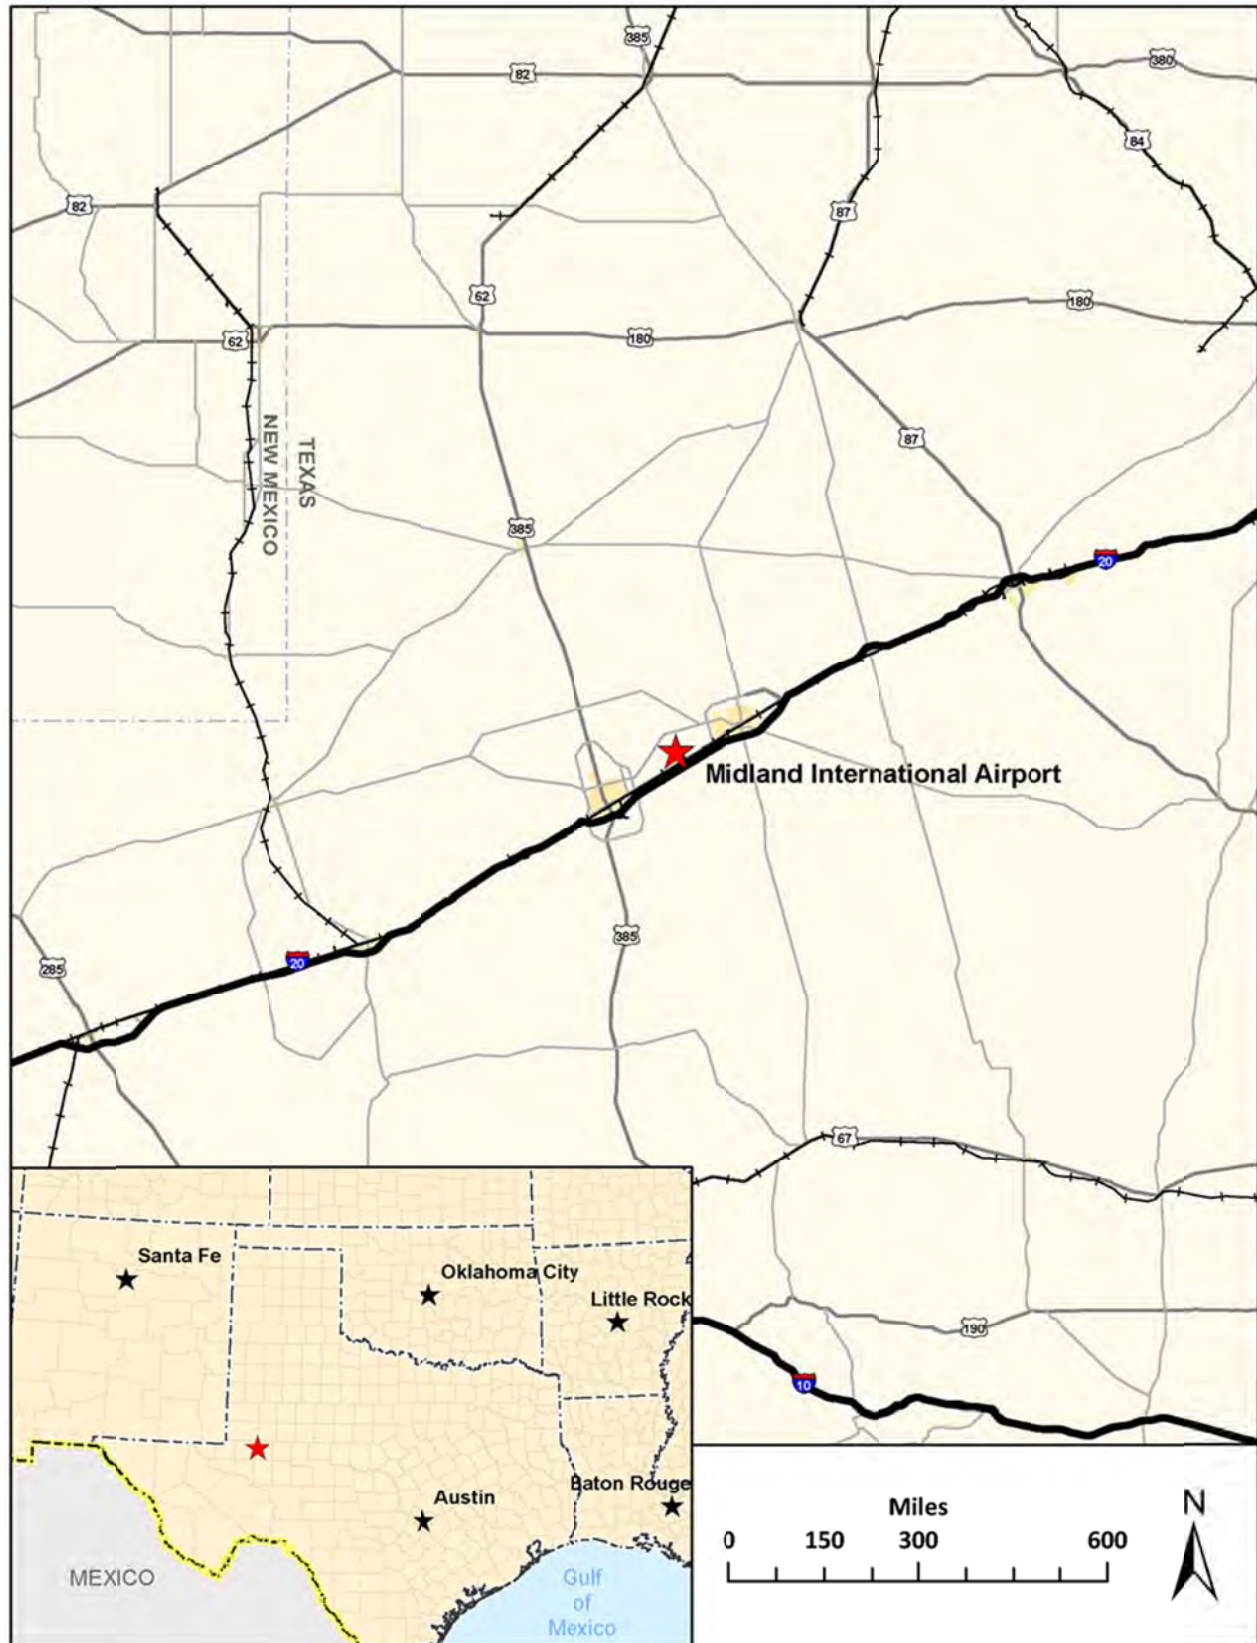 385
82
380
84
82
87
62
180
62
180
TEXAS
NEW MEXICO
87
385
20
Midland International Airport
385
20
285
67
Santa Fe
Oklahoma City
Little Rock
190
10
Baton Rouge
Austin
MEXICO
Gulf
of
Mexico
Miles
0 150 300 600
N